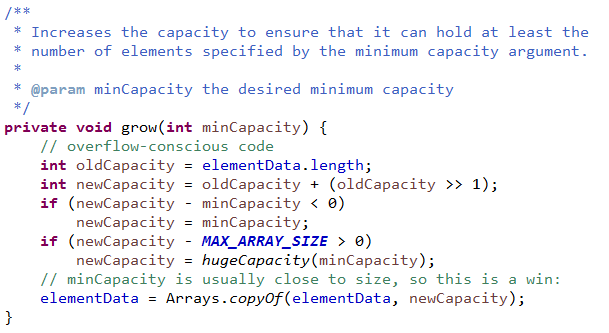 /**
 * Increases the capacity to ensure that it can hold at least the
 * number of elements specified by the minimum capacity argument.
 *
 * @param minCapacity the desired minimum capacity
 */
private void grow(int minCapacity) {
    // overflow-conscious code
    int oldCapacity = elementData.length;
    int newCapacity = oldCapacity + (oldCapacity >> 1);
    if (newCapacity - minCapacity < 0)
        newCapacity = minCapacity;
    if (newCapacity - MAX_ARRAY_SIZE > 0)
        newCapacity = hugeCapacity(minCapacity);
    // minCapacity is usually close to size, so this is a win:
    elementData = Arrays.copyOf(elementData, newCapacity);
}